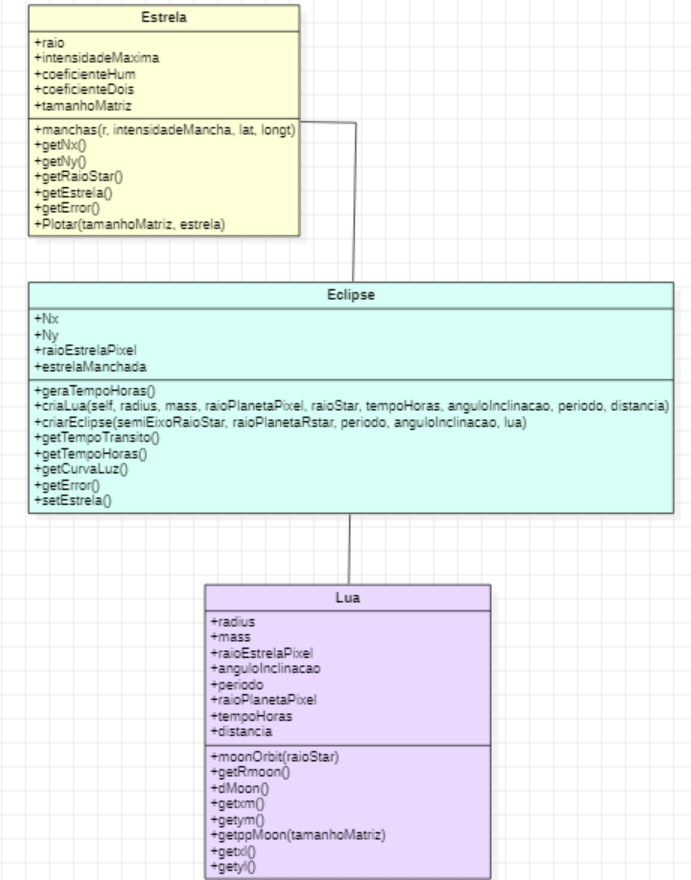 Estrela
+raio
+intensidadeMaxima
+coeficienteHum
+coeficienteDois
+tamanhoMatriz
+manchas(r, intensidadeMancha, lat, longt)
+getNx()
+getNy()
+getRaioStar()
+getEstrela()
+getError()
+Plotar(tamanhoMatriz, estrela)
Eclipse
+Nx
+Ny
+raioEstrelaPixel
+estrelaManchada
+geraTempoHoras()
+criaLua(self, radius, mass, raioPlanetaPixel, raioStar, tempoHoras, anguloInclinacao, periodo, distancia)
+criarEclipse(semiEixoRaioStar, raioPlanetaRstar, periodo, anguloInclinacao, lua)
+getTempoTransito()
+getTempoHoras()
+getCurvaLuz()
+getError()
+setEstrela()
Lua
+radius
+mass
+raioEstrelaPixel
+anguloInclinacao
+periodo
+raioPlanetaPixel
+tempoHoras
+distancia
+moonOrbit(raioStar)
+getRmoon()
+dMoon()
+getxm()
+getym()
+getppMoon(tamanhoMatriz)
+getxl()
+getyl()